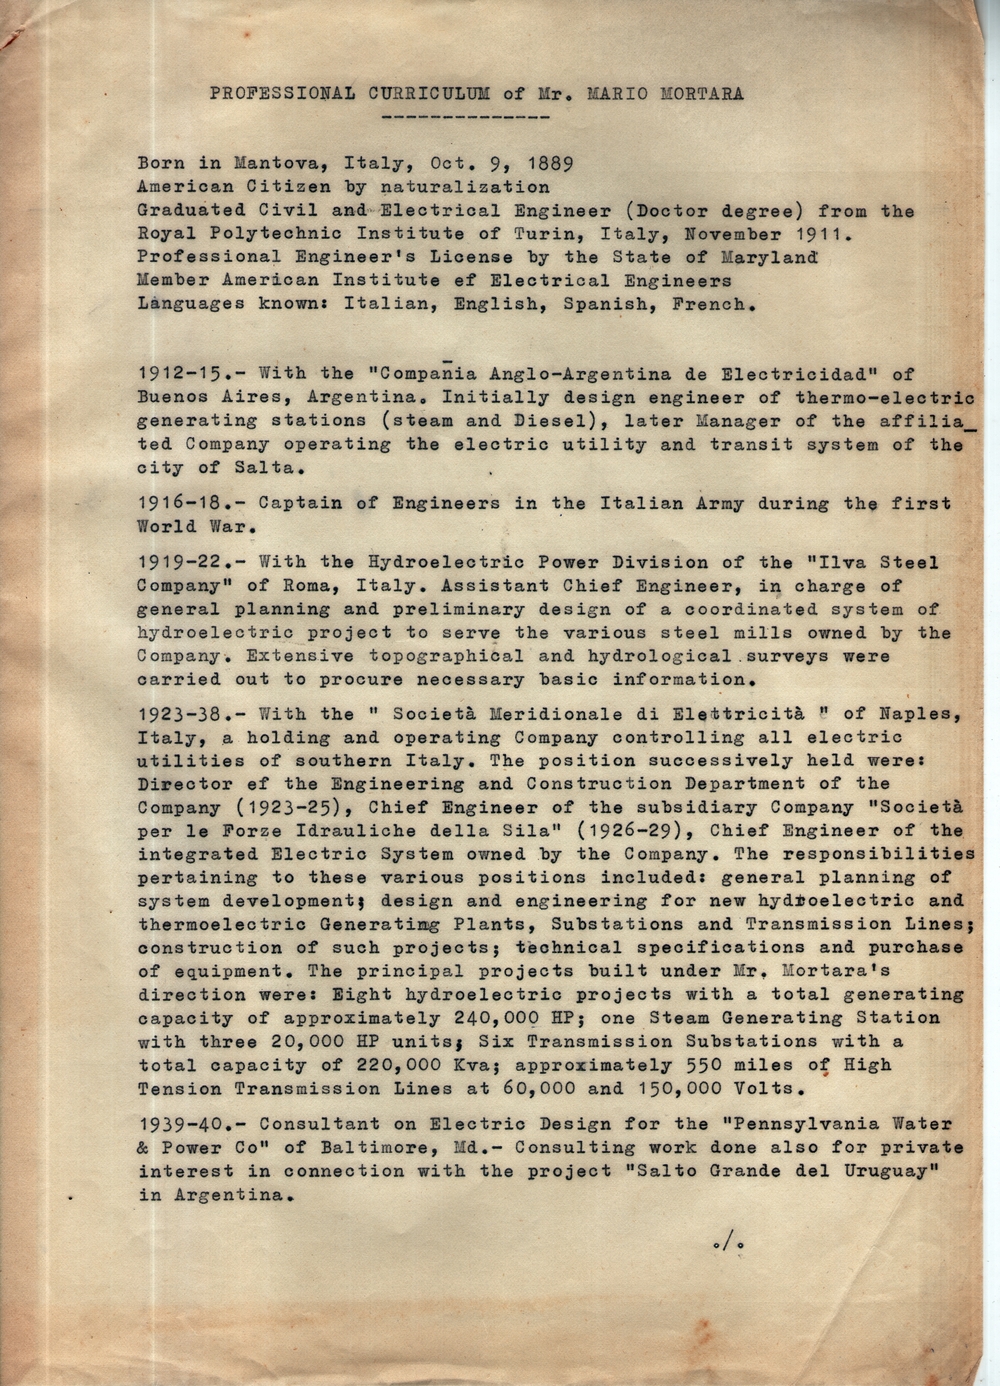 PROFESSIONAL CURRICULUM of Mr. MARIO MORTARA
--------------
Born in Mantova, Italy, Oct. 9, 1889
American Citizen by naturalization
Graduated Civil and Electrical Engineer (Doctor degree) from the
Royal Polytechnic Institute of Turin, Italy, November 1911.
Professional Engineer's License by the State of Maryland
Member American Institute ef Electrical Engineers
Languages known: Italian, English, Spanish, French.
1912-15.- With the "Compañia Anglo-Argentina de Electricidad" of
Buenos Aires, Argentina. Initially design engineer of thermo-electric
generating stations (steam and Diesel), later Manager of the affilia_
ted Company operating the electric utility and transit system of the
city of Salta.
1916-18.- Captain of Engineers in the Italian Army during the first
World War.
1919-22.- With the Hydroelectric Power Division of the "Ilva Steel
Company" of Roma, Italy. Assistant Chief Engineer, in charge of
general planning and preliminary design of a coordinated system of
hydroelectric project to serve the various steel mills owned by the
Company. Extensive topographical and hydrological surveys were
carried out to procure necessary basic information.
1923-38.- With the " Società Meridionale di Elettricità " of Naples,
Italy, a holding and operating Company controlling all electric
utilities of southern Italy. The position successively held were:
Director ef the Engineering and Construction Department of the
Company (1923-25), Chief Engineer of the subsidiary Company "Società
per le Forze Idrauliche della Sila" (1926-29), Chief Engineer of the
integrated Electric System owned by the Company. The responsibilities
pertaining to these various positions included: general planning of
system development; design and engineering for new hydroelectric and
thermoelectric Generating Plants, Substations and Transmission Lines;
construction of such projects; technical specifications and purchase
of equipment. The principal projects built under Mr. Mortara's
direction were: Eight hydroelectric projects with a total generating
capacity of approximately 240,000 HP; one Steam Generating Station
with three 20,000 HP units; Six Transmission Substations with a
total capacity of 220,000 Kva; approximately 550 miles of High
Tension Transmission Lines at 60,000 and 150,000 Volts.
1939-40.- Consultant on Electric Design for the "Pennsylvania Water
& Power Co" of Baltimore, Md.- Consulting work done also for private
interest in connection with the project "Salto Grande del Uruguay"
in Argentina.
./.